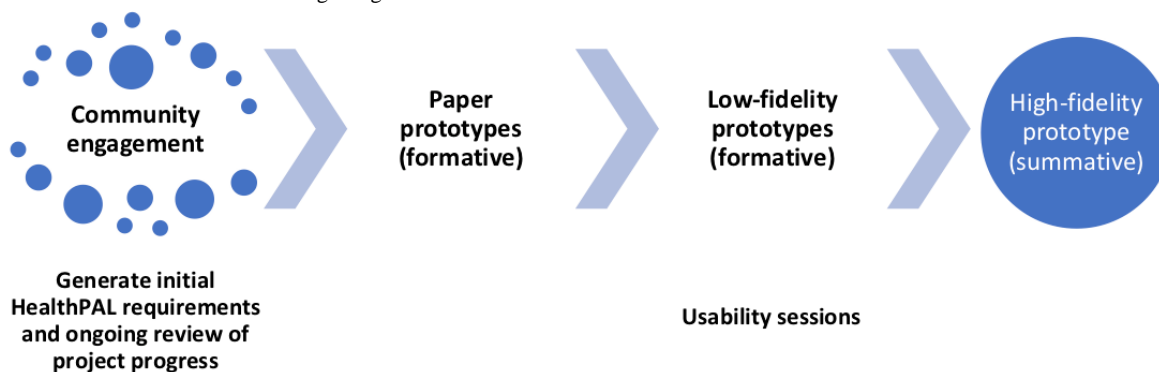 Community
engagement
Paper
prototypes
(formative)
Low-fidelity
prototypes
(formative)
High-fidelity
prototype
(summative)
Generate initial
HealthPAL requirements
and ongoing review of
project progress
Usability sessions